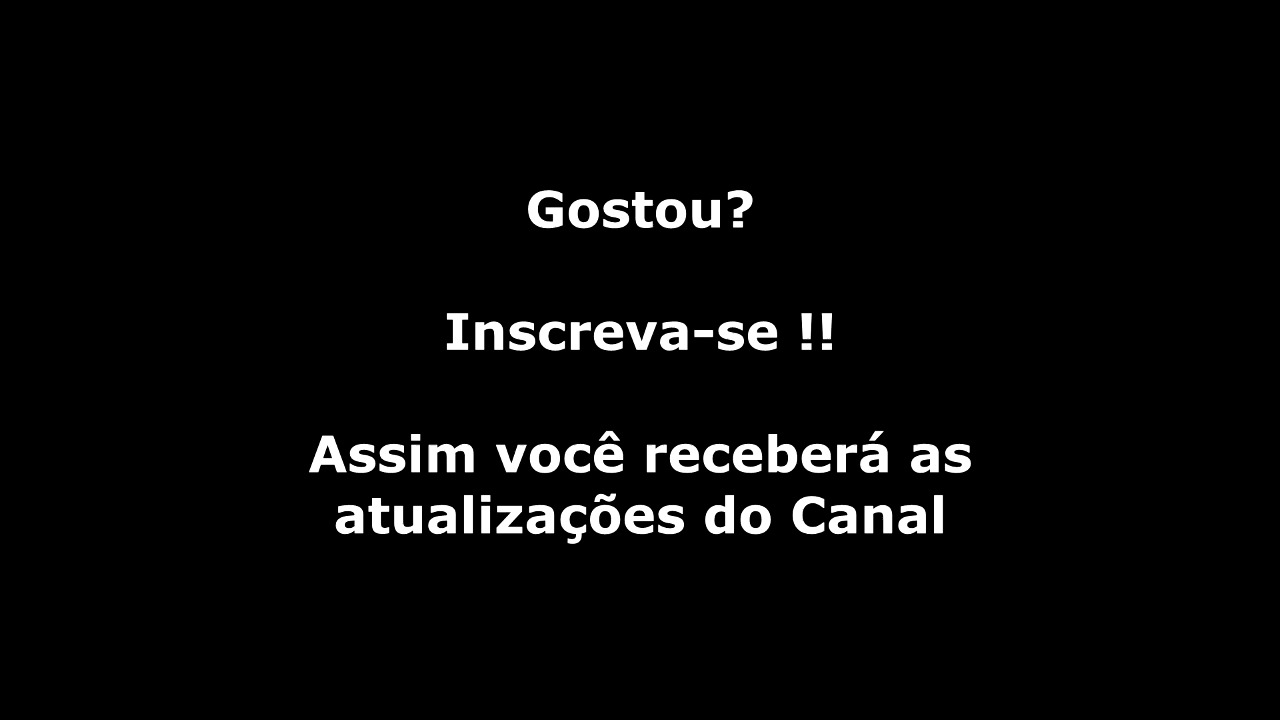 Gostou?
Inscreva-se !!
Assim você receberá as
atualizações do Canal